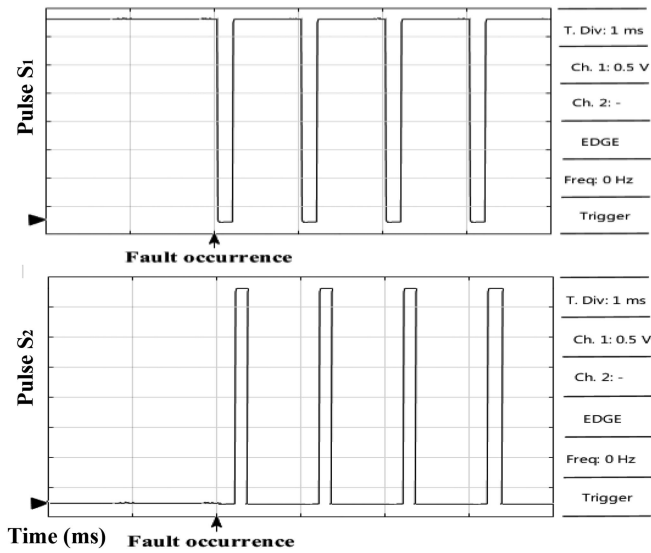 Pulse S1
T. Div: 1 ms
Ch. 1: 0.5 V
Ch. 2: -
EDGE
Freq: 0 Hz
Trigger
Fault occurrence
Pulse S2
T. Div: 1 ms
Ch. 1: 0.5 V
Ch. 2: -
EDGE
Freq: 0 Hz
Trigger
Time (ms)
Fault occurrence